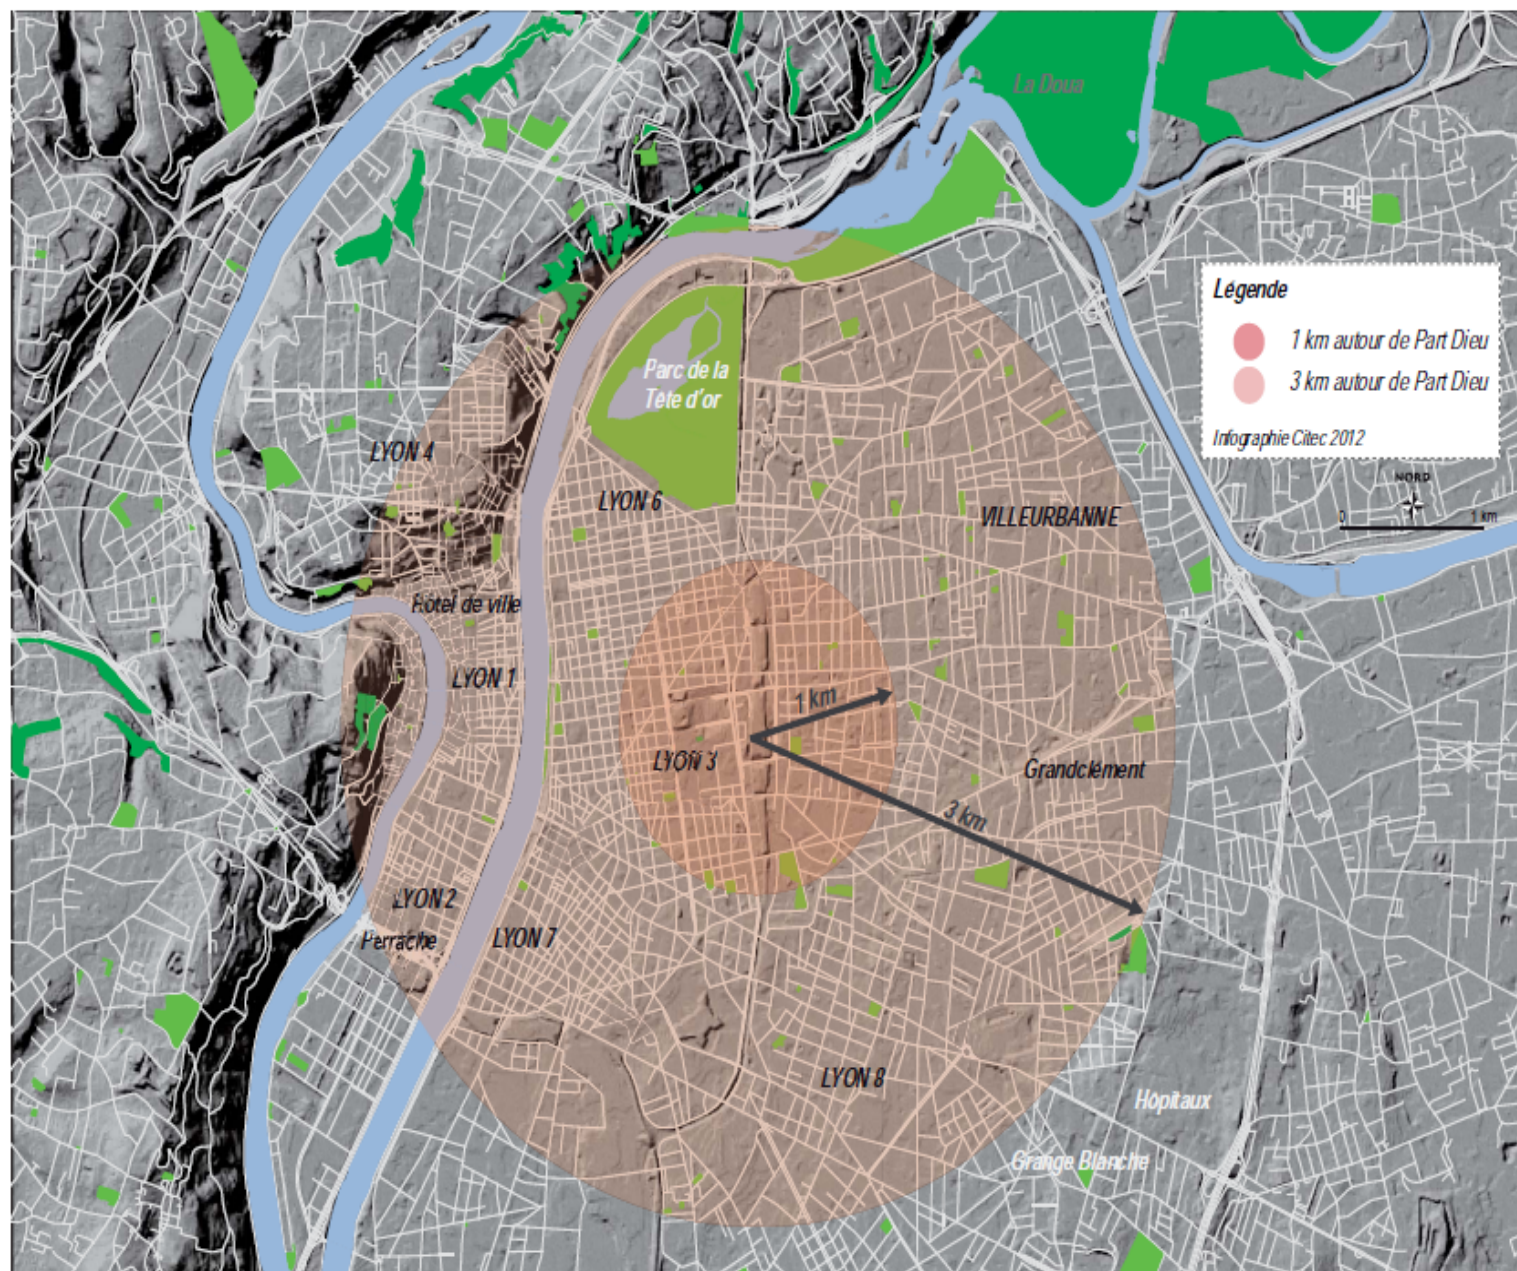 La Doua
Légende
1 km autour de Part Dieu
3 km autour de Part Dieu
Infographie Citec 2012
NORD
0 1 km
Parc de la
Tête d'or
LYON 4
LYON 6
VILLEURBANNE
Hôtel de ville
LYON 1
1 km
LYON 3
Grandclément
3 km
LYON 2
Perrache
LYON 7
LYON 8
Hôpitaux
Grange Blanche